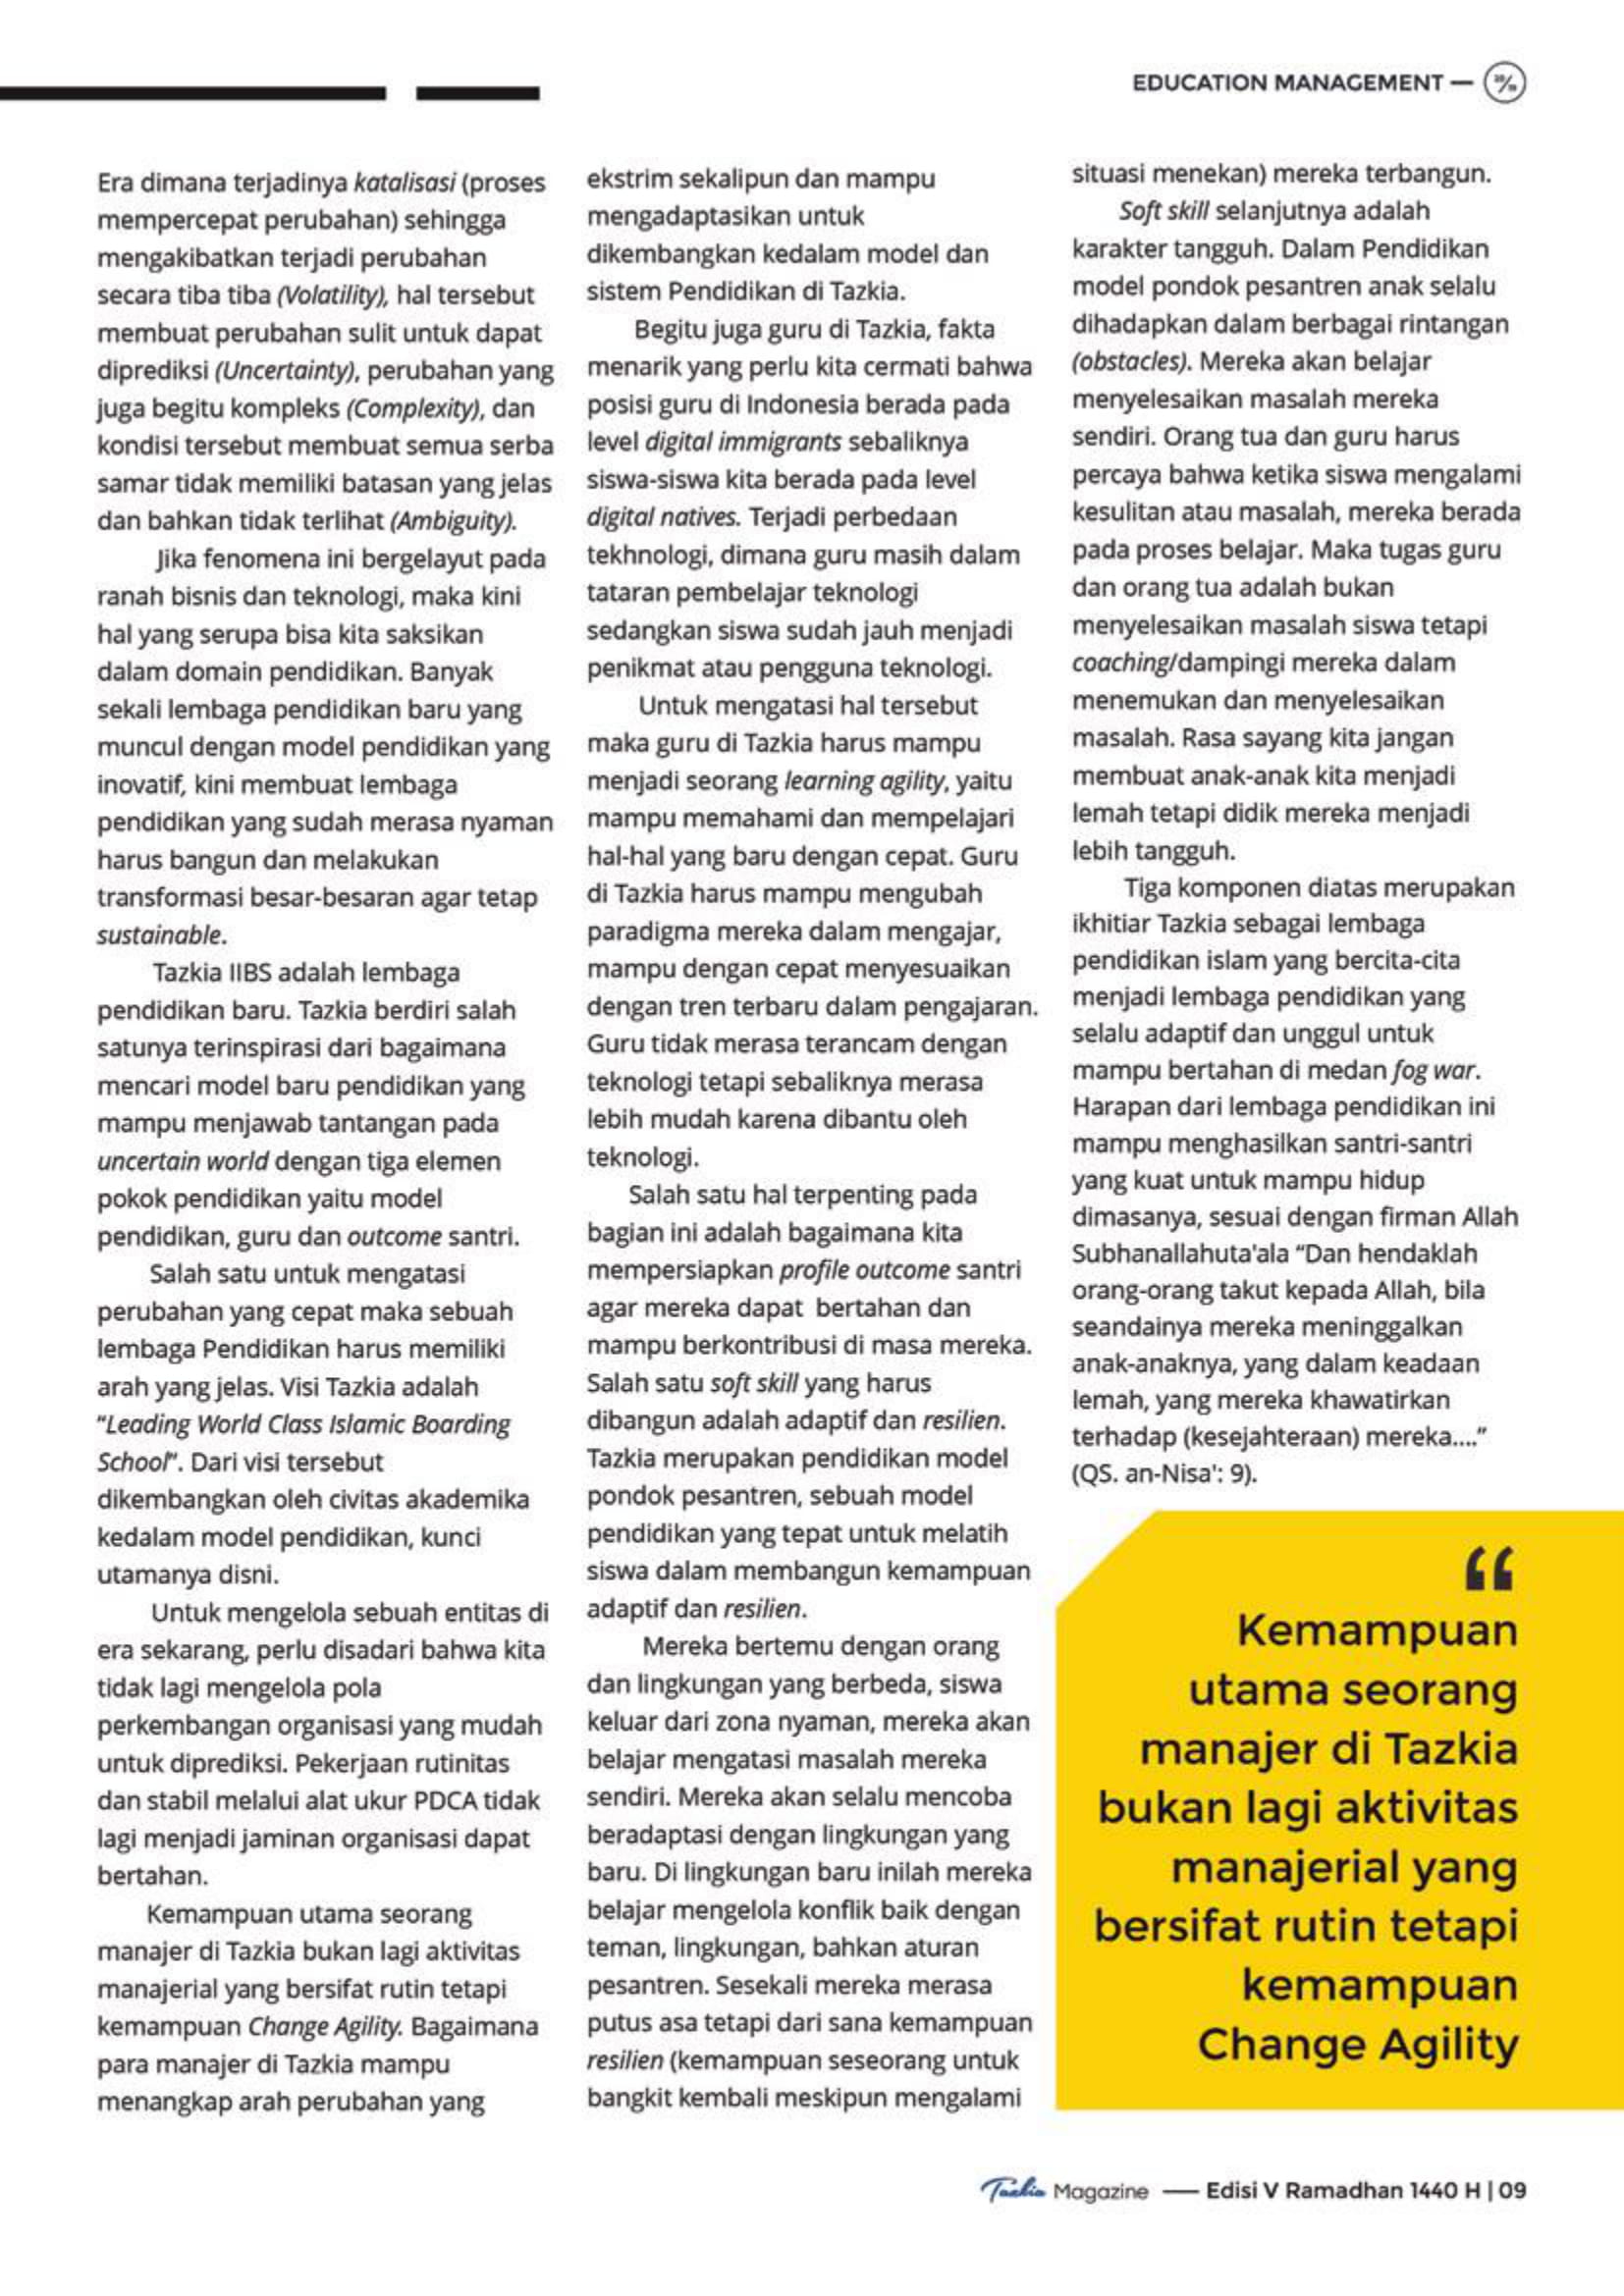 EDUCATION MANAGEMENT —
Era dimana terjadinya katalisasi (proses
mempercepat perubahan) sehingga
mengakibatkan terjadi perubahan
secara tiba tiba (Volatility), hal tersebut
membuat perubahan sulit untuk dapat
diprediksi (Uncertainty), perubahan yang
juga begitu kompleks (Complexity), dan
kondisi tersebut membuat semua serba
samar tidak memiliki batasan yang jelas
dan bahkan tidak terlihat (Ambiguity).
Jika fenomena ini bergelayut pada
ranah bisnis dan teknologi, maka kini
hal yang serupa bisa kita saksikan
dalam domain pendidikan. Banyak
sekali lembaga pendidikan baru yang
muncul dengan model pendidikan yang
inovatif, kini membuat lembaga
pendidikan yang sudah merasa nyaman
harus bangun dan melakukan
transformasi besar-besaran agar tetap
sustainable.
Tazkia IIBS adalah lembaga
pendidikan baru. Tazkia berdiri salah
satunya terinspirasi dari bagaimana
mencari model baru pendidikan yang
mampu menjawab tantangan pada
uncertain world dengan tiga elemen
pokok pendidikan yaitu model
pendidikan, guru dan outcome santri.
Salah satu untuk mengatasi
perubahan yang cepat maka sebuah
lembaga Pendidikan harus memiliki
arah yang jelas. Visi Tazkia adalah
“Leading World Class Islamic Boarding
School”. Dari visi tersebut
dikembangkan oleh civitas akademika
kedalam model pendidikan, kunci
utamanya disni.
Untuk mengelola sebuah entitas di
era sekarang, perlu disadari bahwa kita
tidak lagi mengelola pola
perkembangan organisasi yang mudah
untuk diprediksi. Pekerjaan rutinitas
dan stabil melalui alat ukur PDCA tidak
lagi menjadi jaminan organisasi dapat
bertahan.
Kemampuan utama seorang
manajer di Tazkia bukan lagi aktivitas
manajerial yang bersifat rutin tetapi
kemampuan Change Agility. Bagaimana
para manajer di Tazkia mampu
menangkap arah perubahan yang
ekstrim sekalipun dan mampu
mengadaptasikan untuk
dikembangkan kedalam model dan
sistem Pendidikan di Tazkia.
Begitu juga guru di Tazkia, fakta
menarik yang perlu kita cermati bahwa
posisi guru di Indonesia berada pada
level digital immigrants sebaliknya
siswa-siswa kita berada pada level
digital natives. Terjadi perbedaan
tekhnologi, dimana guru masih dalam
tataran pembelajar teknologi
sedangkan siswa sudah jauh menjadi
penikmat atau pengguna teknologi.
Untuk mengatasi hal tersebut
maka guru di Tazkia harus mampu
menjadi seorang learning agility, yaitu
mampu memahami dan mempelajari
hal-hal yang baru dengan cepat. Guru
di Tazkia harus mampu mengubah
paradigma mereka dalam mengajar,
mampu dengan cepat menyesuaikan
dengan tren terbaru dalam pengajaran.
Guru tidak merasa terancam dengan
teknologi tetapi sebaliknya merasa
lebih mudah karena dibantu oleh
teknologi.
Salah satu hal terpenting pada
bagian ini adalah bagaimana kita
mempersiapkan profile outcome santri
agar mereka dapat bertahan dan
mampu berkontribusi di masa mereka.
Salah satu soft skill yang harus
dibangun adalah adaptif dan resilien.
Tazkia merupakan pendidikan model
pondok pesantren, sebuah model
pendidikan yang tepat untuk melatih
siswa dalam membangun kemampuan
adaptif dan resilien.
Mereka bertemu dengan orang
dan lingkungan yang berbeda, siswa
keluar dari zona nyaman, mereka akan
belajar mengatasi masalah mereka
sendiri. Mereka akan selalu mencoba
beradaptasi dengan lingkungan yang
baru. Di lingkungan baru inilah mereka
belajar mengelola konflik baik dengan
teman, lingkungan, bahkan aturan
pesantren. Sesekali mereka merasa
putus asa tetapi dari sana kemampuan
resilien (kemampuan seseorang untuk
bangkit kembali meskipun mengalami
situasi menekan) mereka terbangun.
Soft skill selanjutnya adalah
karakter tangguh. Dalam Pendidikan
model pondok pesantren anak selalu
dihadapkan dalam berbagai rintangan
(obstacles). Mereka akan belajar
menyelesaikan masalah mereka
sendiri. Orang tua dan guru harus
percaya bahwa ketika siswa mengalami
kesulitan atau masalah, mereka berada
pada proses belajar. Maka tugas guru
dan orang tua adalah bukan
menyelesaikan masalah siswa tetapi
coaching/dampingi mereka dalam
menemukan dan menyelesaikan
masalah. Rasa sayang kita jangan
membuat anak-anak kita menjadi
lemah tetapi didik mereka menjadi
lebih tangguh.
Tiga komponen diatas merupakan
ikhitiar Tazkia sebagai lembaga
pendidikan islam yang bercita-cita
menjadi lembaga pendidikan yang
selalu adaptif dan unggul untuk
mampu bertahan di medan fog war.
Harapan dari lembaga pendidikan ini
mampu menghasilkan santri-santri
yang kuat untuk mampu hidup
dimasanya, sesuai dengan firman Allah
Subhanallahuta'ala “Dan hendaklah
orang-orang takut kepada Allah, bila
seandainya mereka meninggalkan
anak-anaknya, yang dalam keadaan
lemah, yang mereka khawatirkan
terhadap (kesejahteraan) mereka....”
(QS. an-Nisa': 9).
“
Kemampuan
utama seorang
manajer di Tazkia
bukan lagi aktivitas
manajerial yang
bersifat rutin tetapi
kemampuan
Change Agility
Tazkia Magazine — Edisi V Ramadhan 1440 H | 09